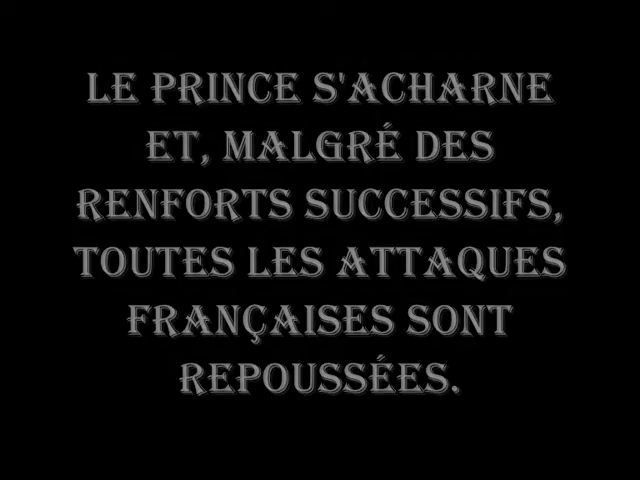 LE PRINCE S'ACHARNE
ET, MALGRÉ DES
RENFORTS SUCCESSIFS,
TOUTES LES ATTAQUES
FRANÇAISES SONT
REPOUSSÉES.